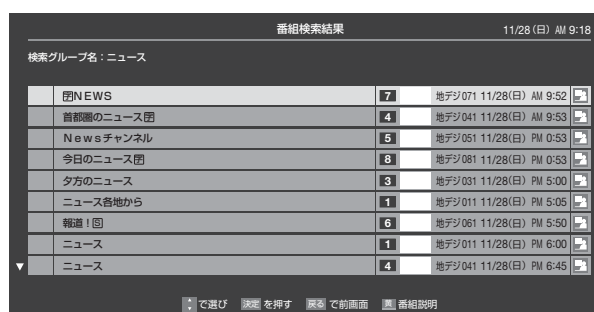 番組検索結果 11/28(日) AM 9:18
検索グループ名：ニュース
字NEWS 7 地デジ071 11/28(日) AM 9:52
首都圏のニュース字 4 地デジ041 11/28(日) AM 9:53
Newsチャンネル 5 地デジ051 11/28(日) PM 0:53
今日のニュース字 8 地デジ081 11/28(日) PM 0:53
夕方のニュース 3 地デジ031 11/28(日) PM 5:00
ニュース各地から 1 地デジ011 11/28(日) PM 5:05
報道！S 6 地デジ061 11/28(日) PM 5:50
ニュース 1 地デジ011 11/28(日) PM 6:00
▼ ニュース 4 地デジ041 11/28(日) PM 6:45
で選び 決定 を押す 戻る で前画面 黄 番組説明